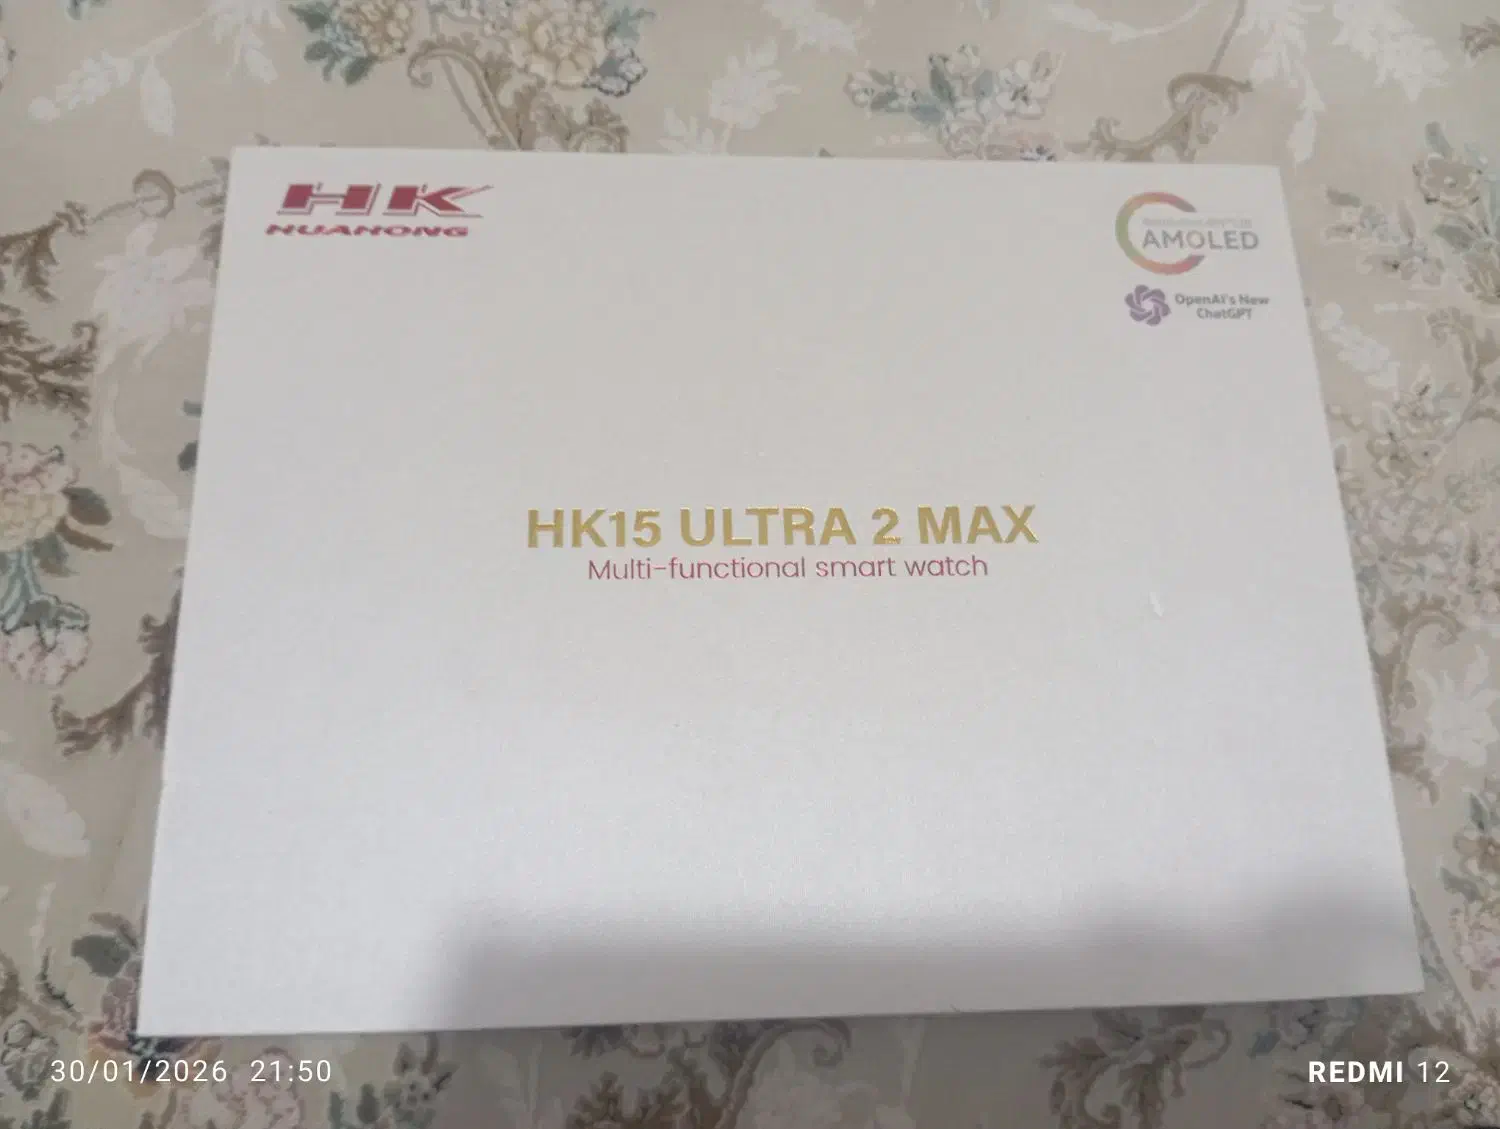 HK
HUAHONG
AMOLED
OpenAI's New
ChatGPT
HK15 ULTRA 2 MAX
Multi-functional smart watch
30/01/2026 21:50
REDMI 12